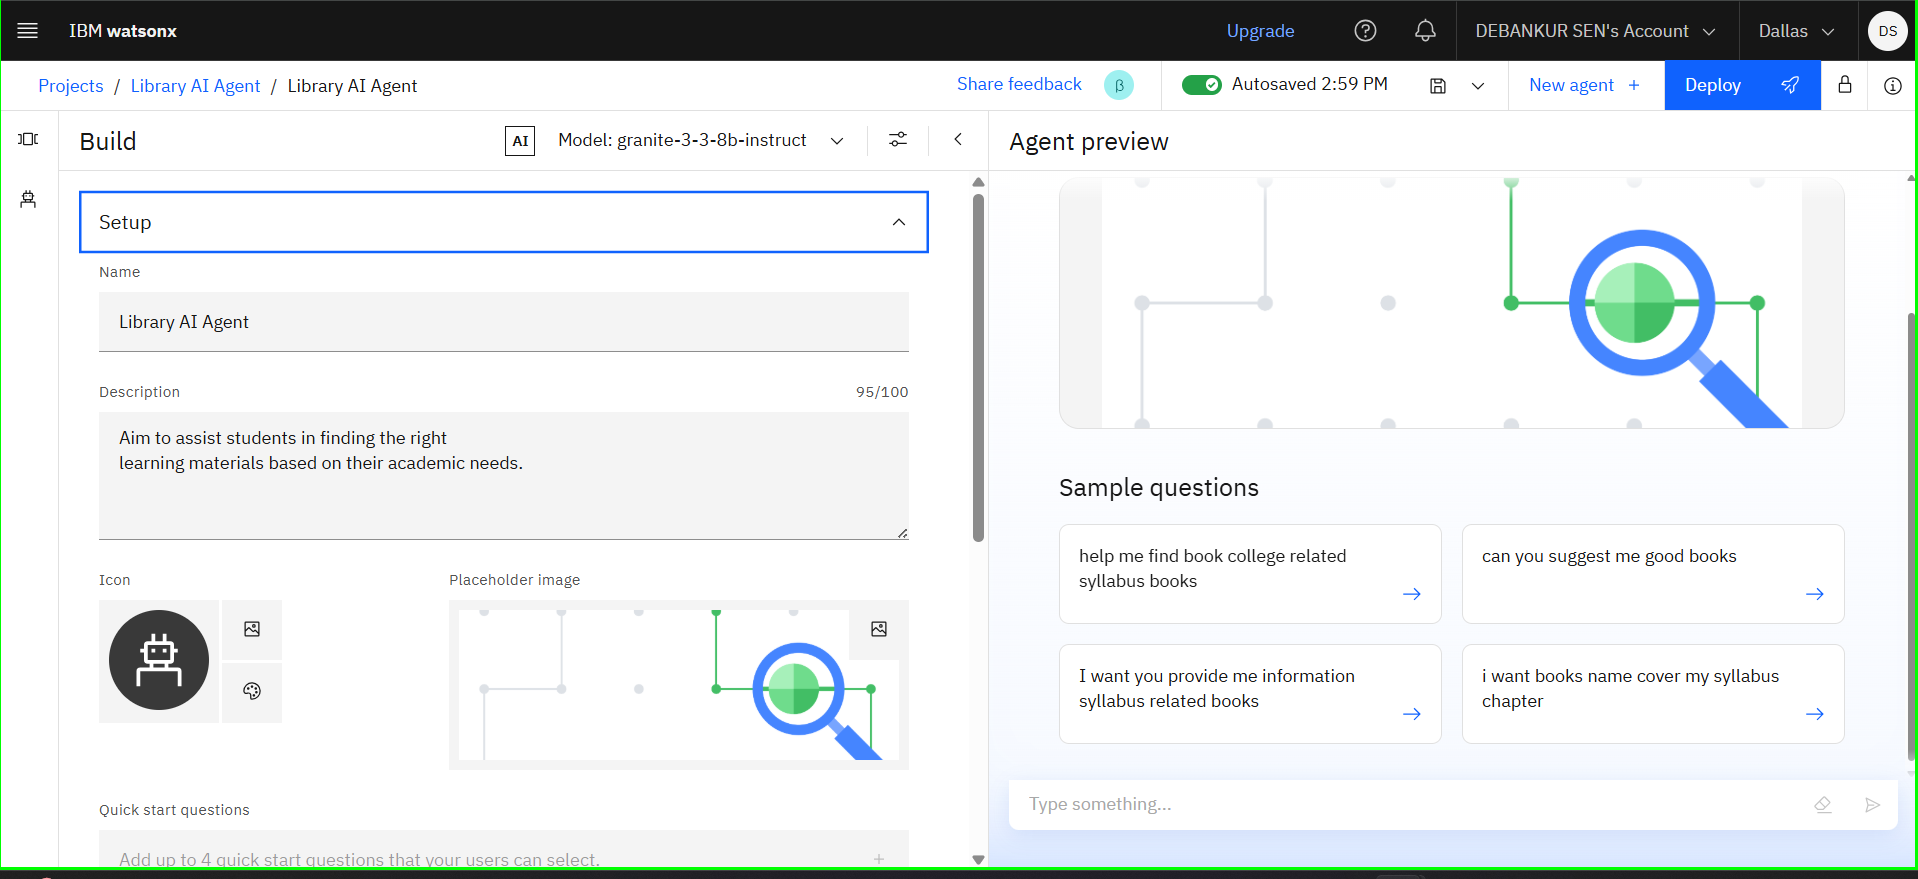 IBM watsonx
Upgrade
DEBANKUR SEN's Account
Dallas
DS
Projects / Library AI Agent / Library AI Agent
Share feedback
β
Autosaved 2:59 PM
New agent +
Deploy
Build
AI
Model: granite-3-3-8b-instruct
Setup
Name
Library AI Agent
Description
95/100
Aim to assist students in finding the right
learning materials based on their academic needs.
Icon
Placeholder image
Quick start questions
Add up to 4 quick start questions that your users can select.
Agent preview
Sample questions
help me find book college related
syllabus books
can you suggest me good books
I want you provide me information
syllabus related books
i want books name cover my syllabus
chapter
Type something...